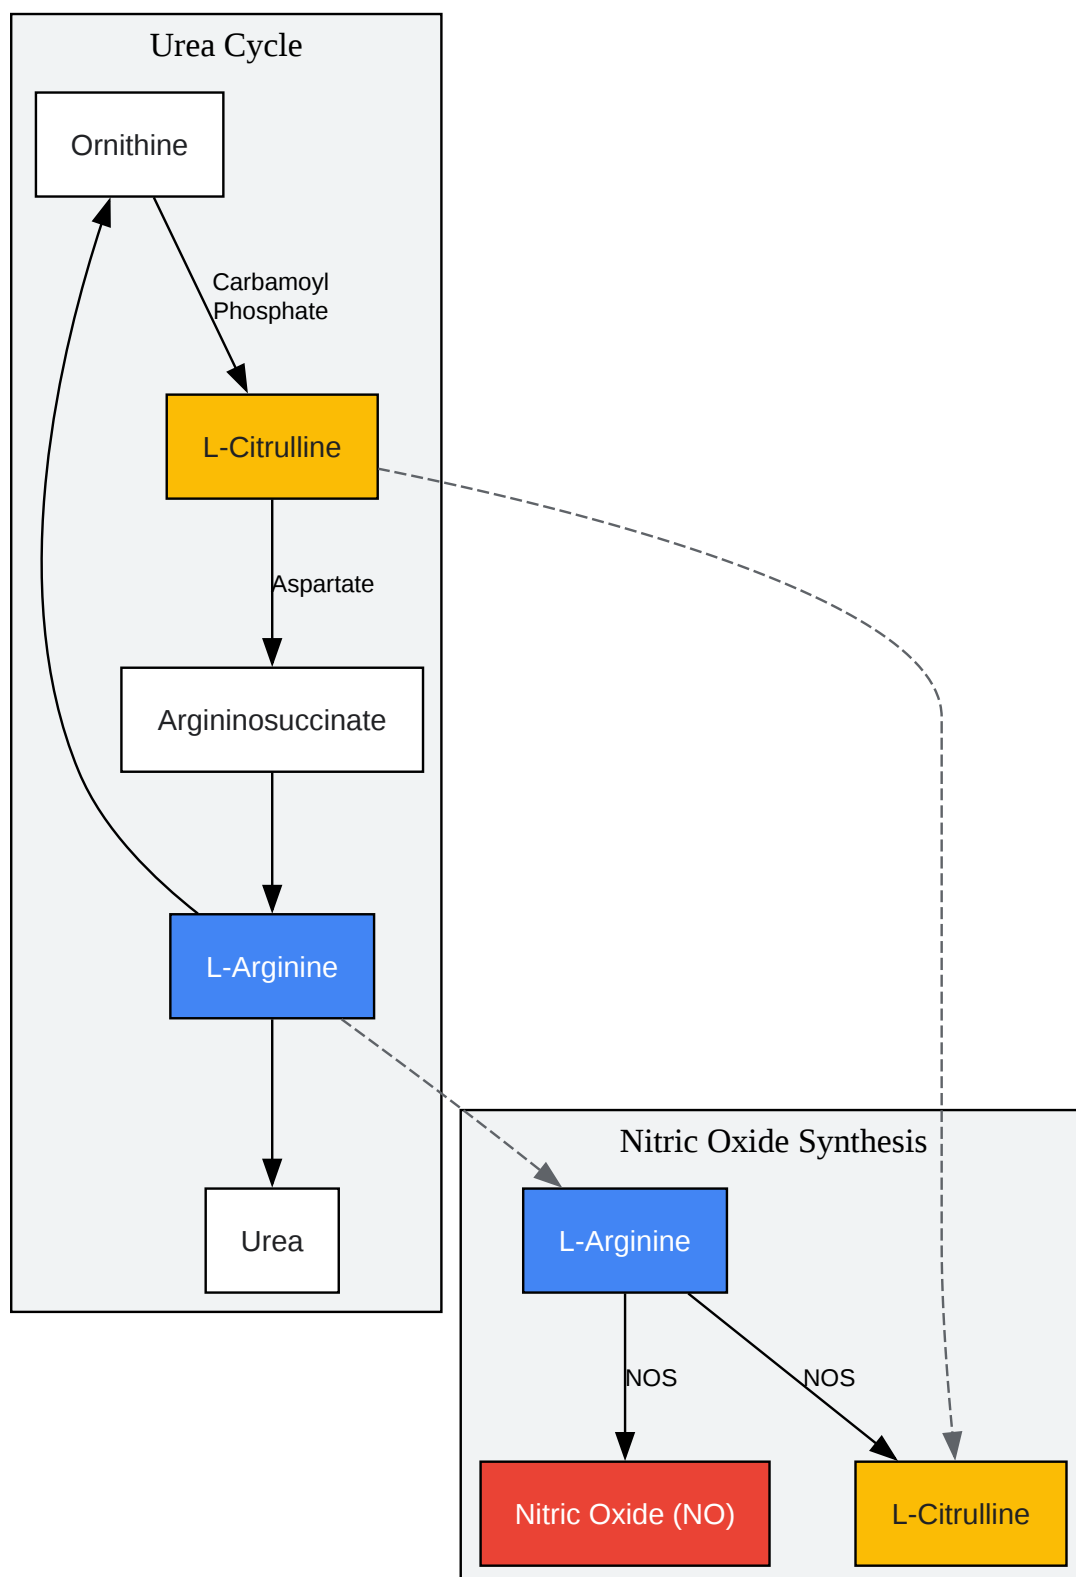 Urea Cycle
Ornithine
Carbamoyl
Phosphate
L-Citrulline
Aspartate
Argininosuccinate
L-Arginine
Urea
Nitric Oxide Synthesis
L-Arginine
NOS
NOS
Nitric Oxide (NO)
L-Citrulline